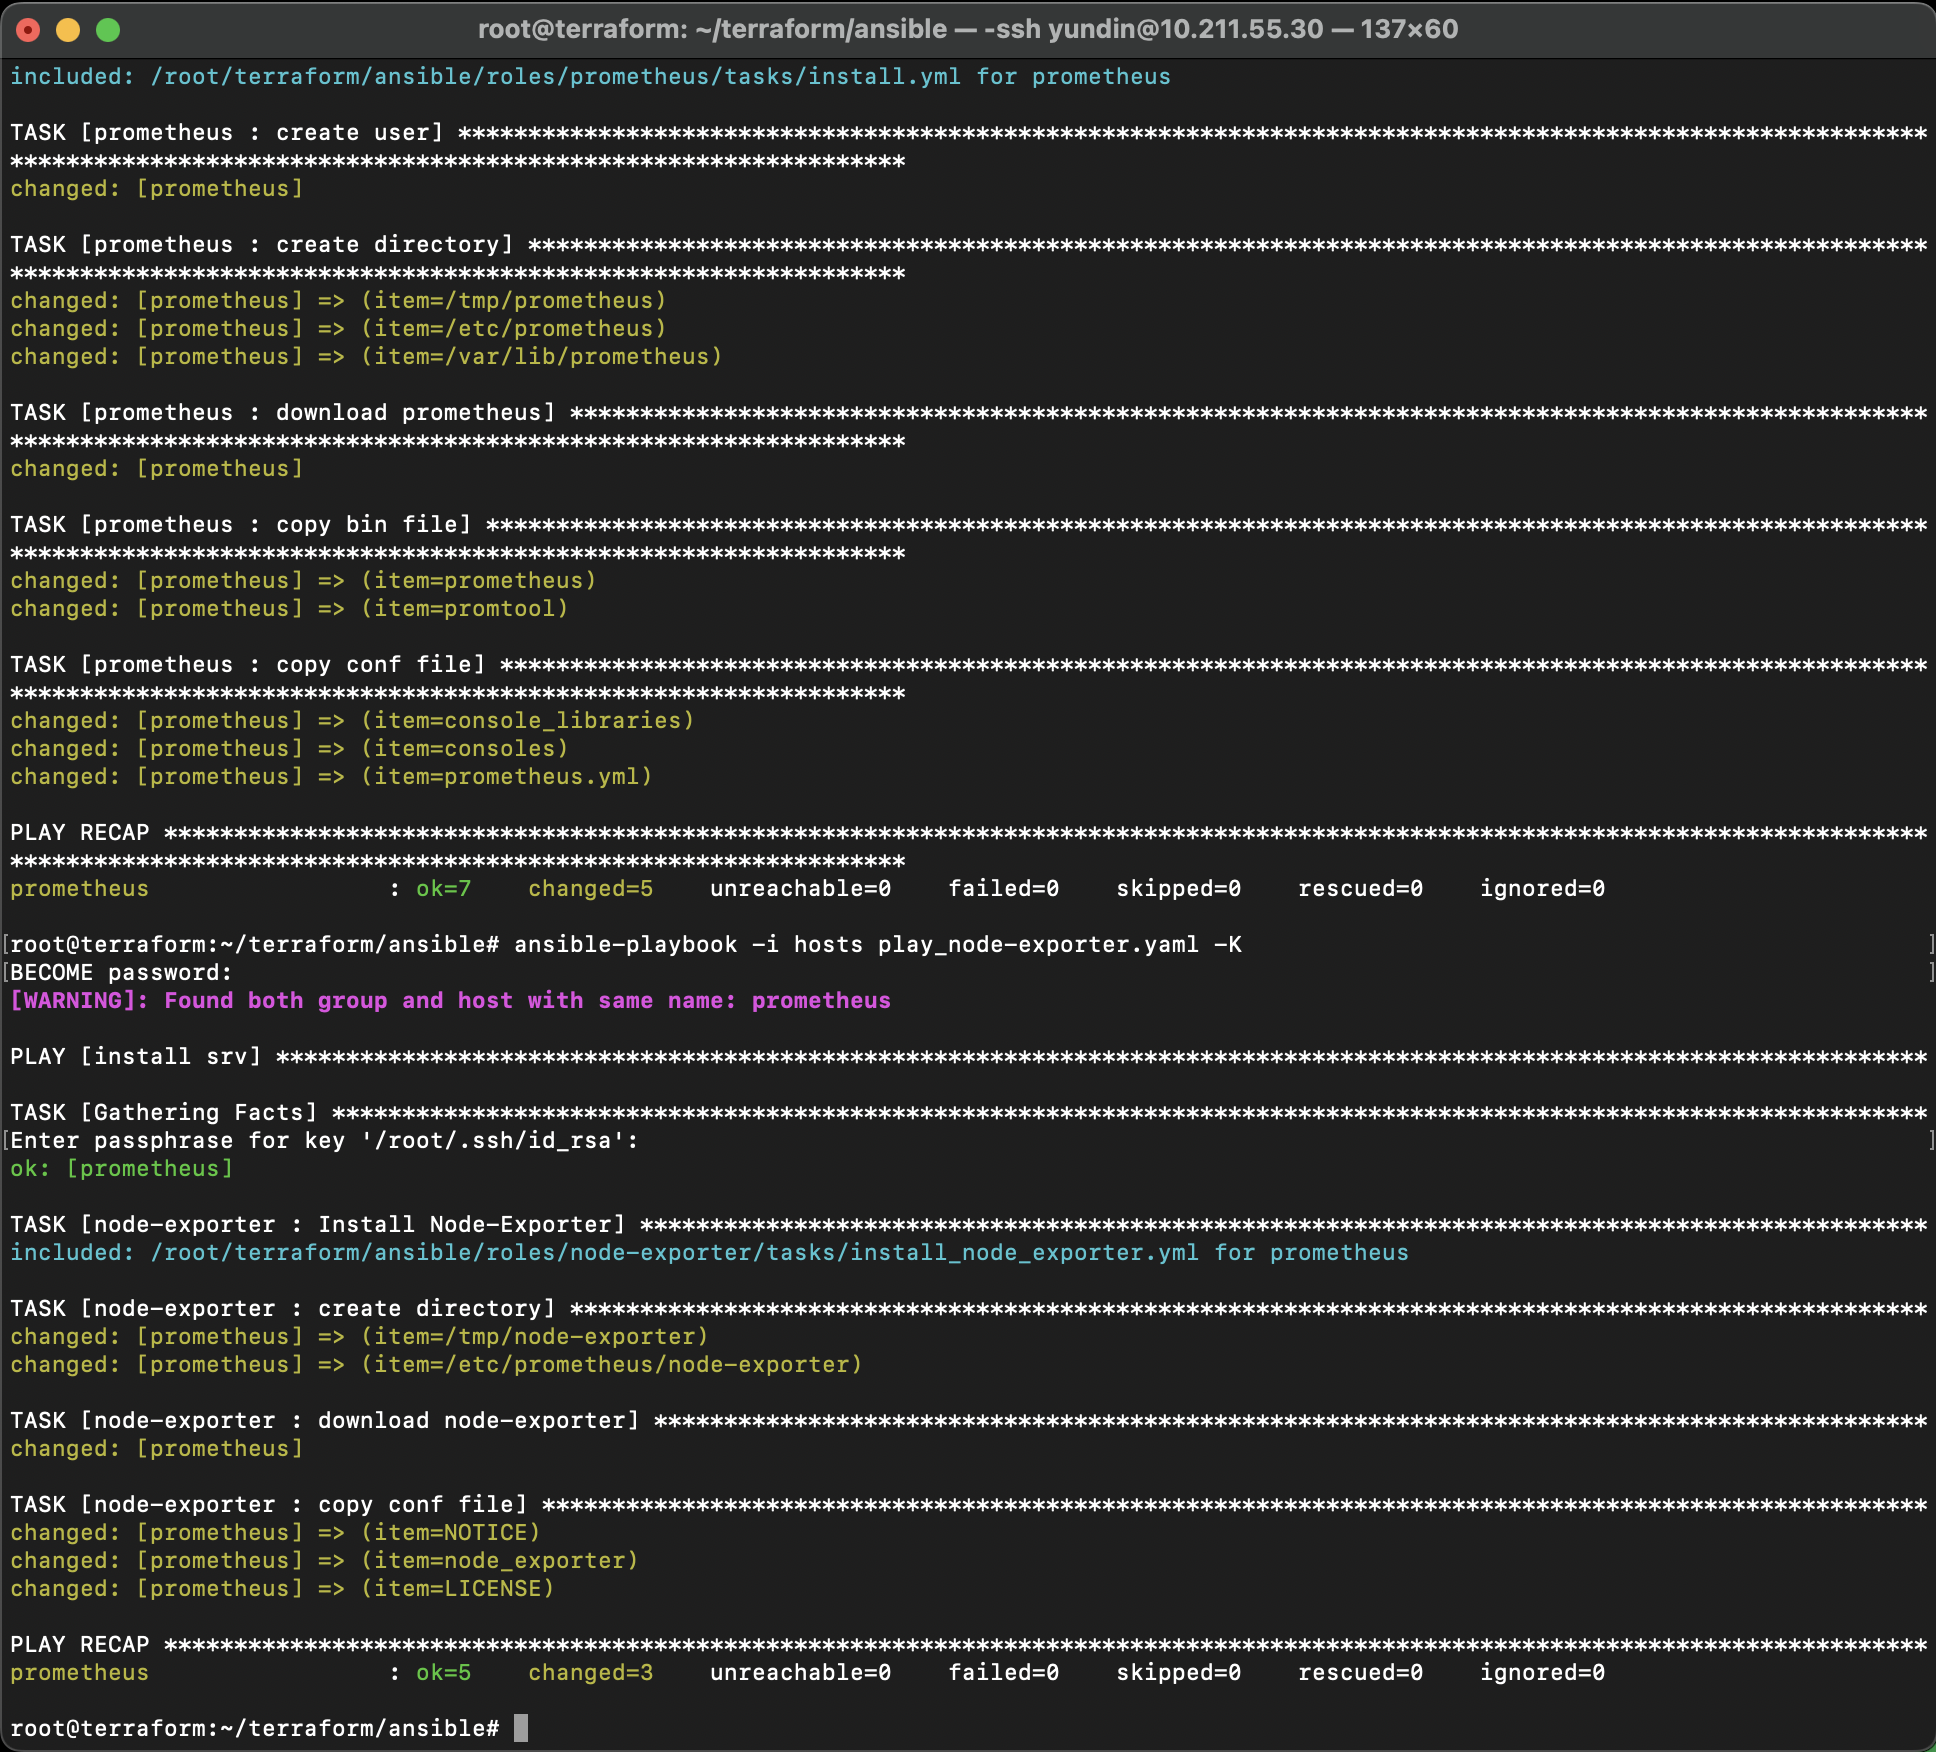 root@terraform: ~/terraform/ansible — -ssh yundin@10.211.55.30 — 137×60
included: /root/terraform/ansible/roles/prometheus/tasks/install.yml for prometheus
TASK [prometheus : create user] *********************************************************************************************************
****************************************************************
changed: [prometheus]
TASK [prometheus : create directory] ****************************************************************************************************
****************************************************************
changed: [prometheus] => (item=/tmp/prometheus)
changed: [prometheus] => (item=/etc/prometheus)
changed: [prometheus] => (item=/var/lib/prometheus)
TASK [prometheus : download prometheus] *************************************************************************************************
****************************************************************
changed: [prometheus]
TASK [prometheus : copy bin file] *******************************************************************************************************
****************************************************************
changed: [prometheus] => (item=prometheus)
changed: [prometheus] => (item=promtool)
TASK [prometheus : copy conf file] ******************************************************************************************************
****************************************************************
changed: [prometheus] => (item=console_libraries)
changed: [prometheus] => (item=consoles)
changed: [prometheus] => (item=prometheus.yml)
PLAY RECAP ******************************************************************************************************************************
****************************************************************
prometheus                 : ok=7    changed=5    unreachable=0    failed=0    skipped=0    rescued=0    ignored=0
[root@terraform:~/terraform/ansible# ansible-playbook -i hosts play_node-exporter.yaml -K ]
[BECOME password: ]
[WARNING]: Found both group and host with same name: prometheus
PLAY [install srv] **********************************************************************************************************************
TASK [Gathering Facts] ******************************************************************************************************************
[Enter passphrase for key '/root/.ssh/id_rsa': ]
ok: [prometheus]
TASK [node-exporter : Install Node-Exporter] ********************************************************************************************
included: /root/terraform/ansible/roles/node-exporter/tasks/install_node_exporter.yml for prometheus
TASK [node-exporter : create directory] *************************************************************************************************
changed: [prometheus] => (item=/tmp/node-exporter)
changed: [prometheus] => (item=/etc/prometheus/node-exporter)
TASK [node-exporter : download node-exporter] *******************************************************************************************
changed: [prometheus]
TASK [node-exporter : copy conf file] ***************************************************************************************************
changed: [prometheus] => (item=NOTICE)
changed: [prometheus] => (item=node_exporter)
changed: [prometheus] => (item=LICENSE)
PLAY RECAP ******************************************************************************************************************************
prometheus                 : ok=5    changed=3    unreachable=0    failed=0    skipped=0    rescued=0    ignored=0
root@terraform:~/terraform/ansible#